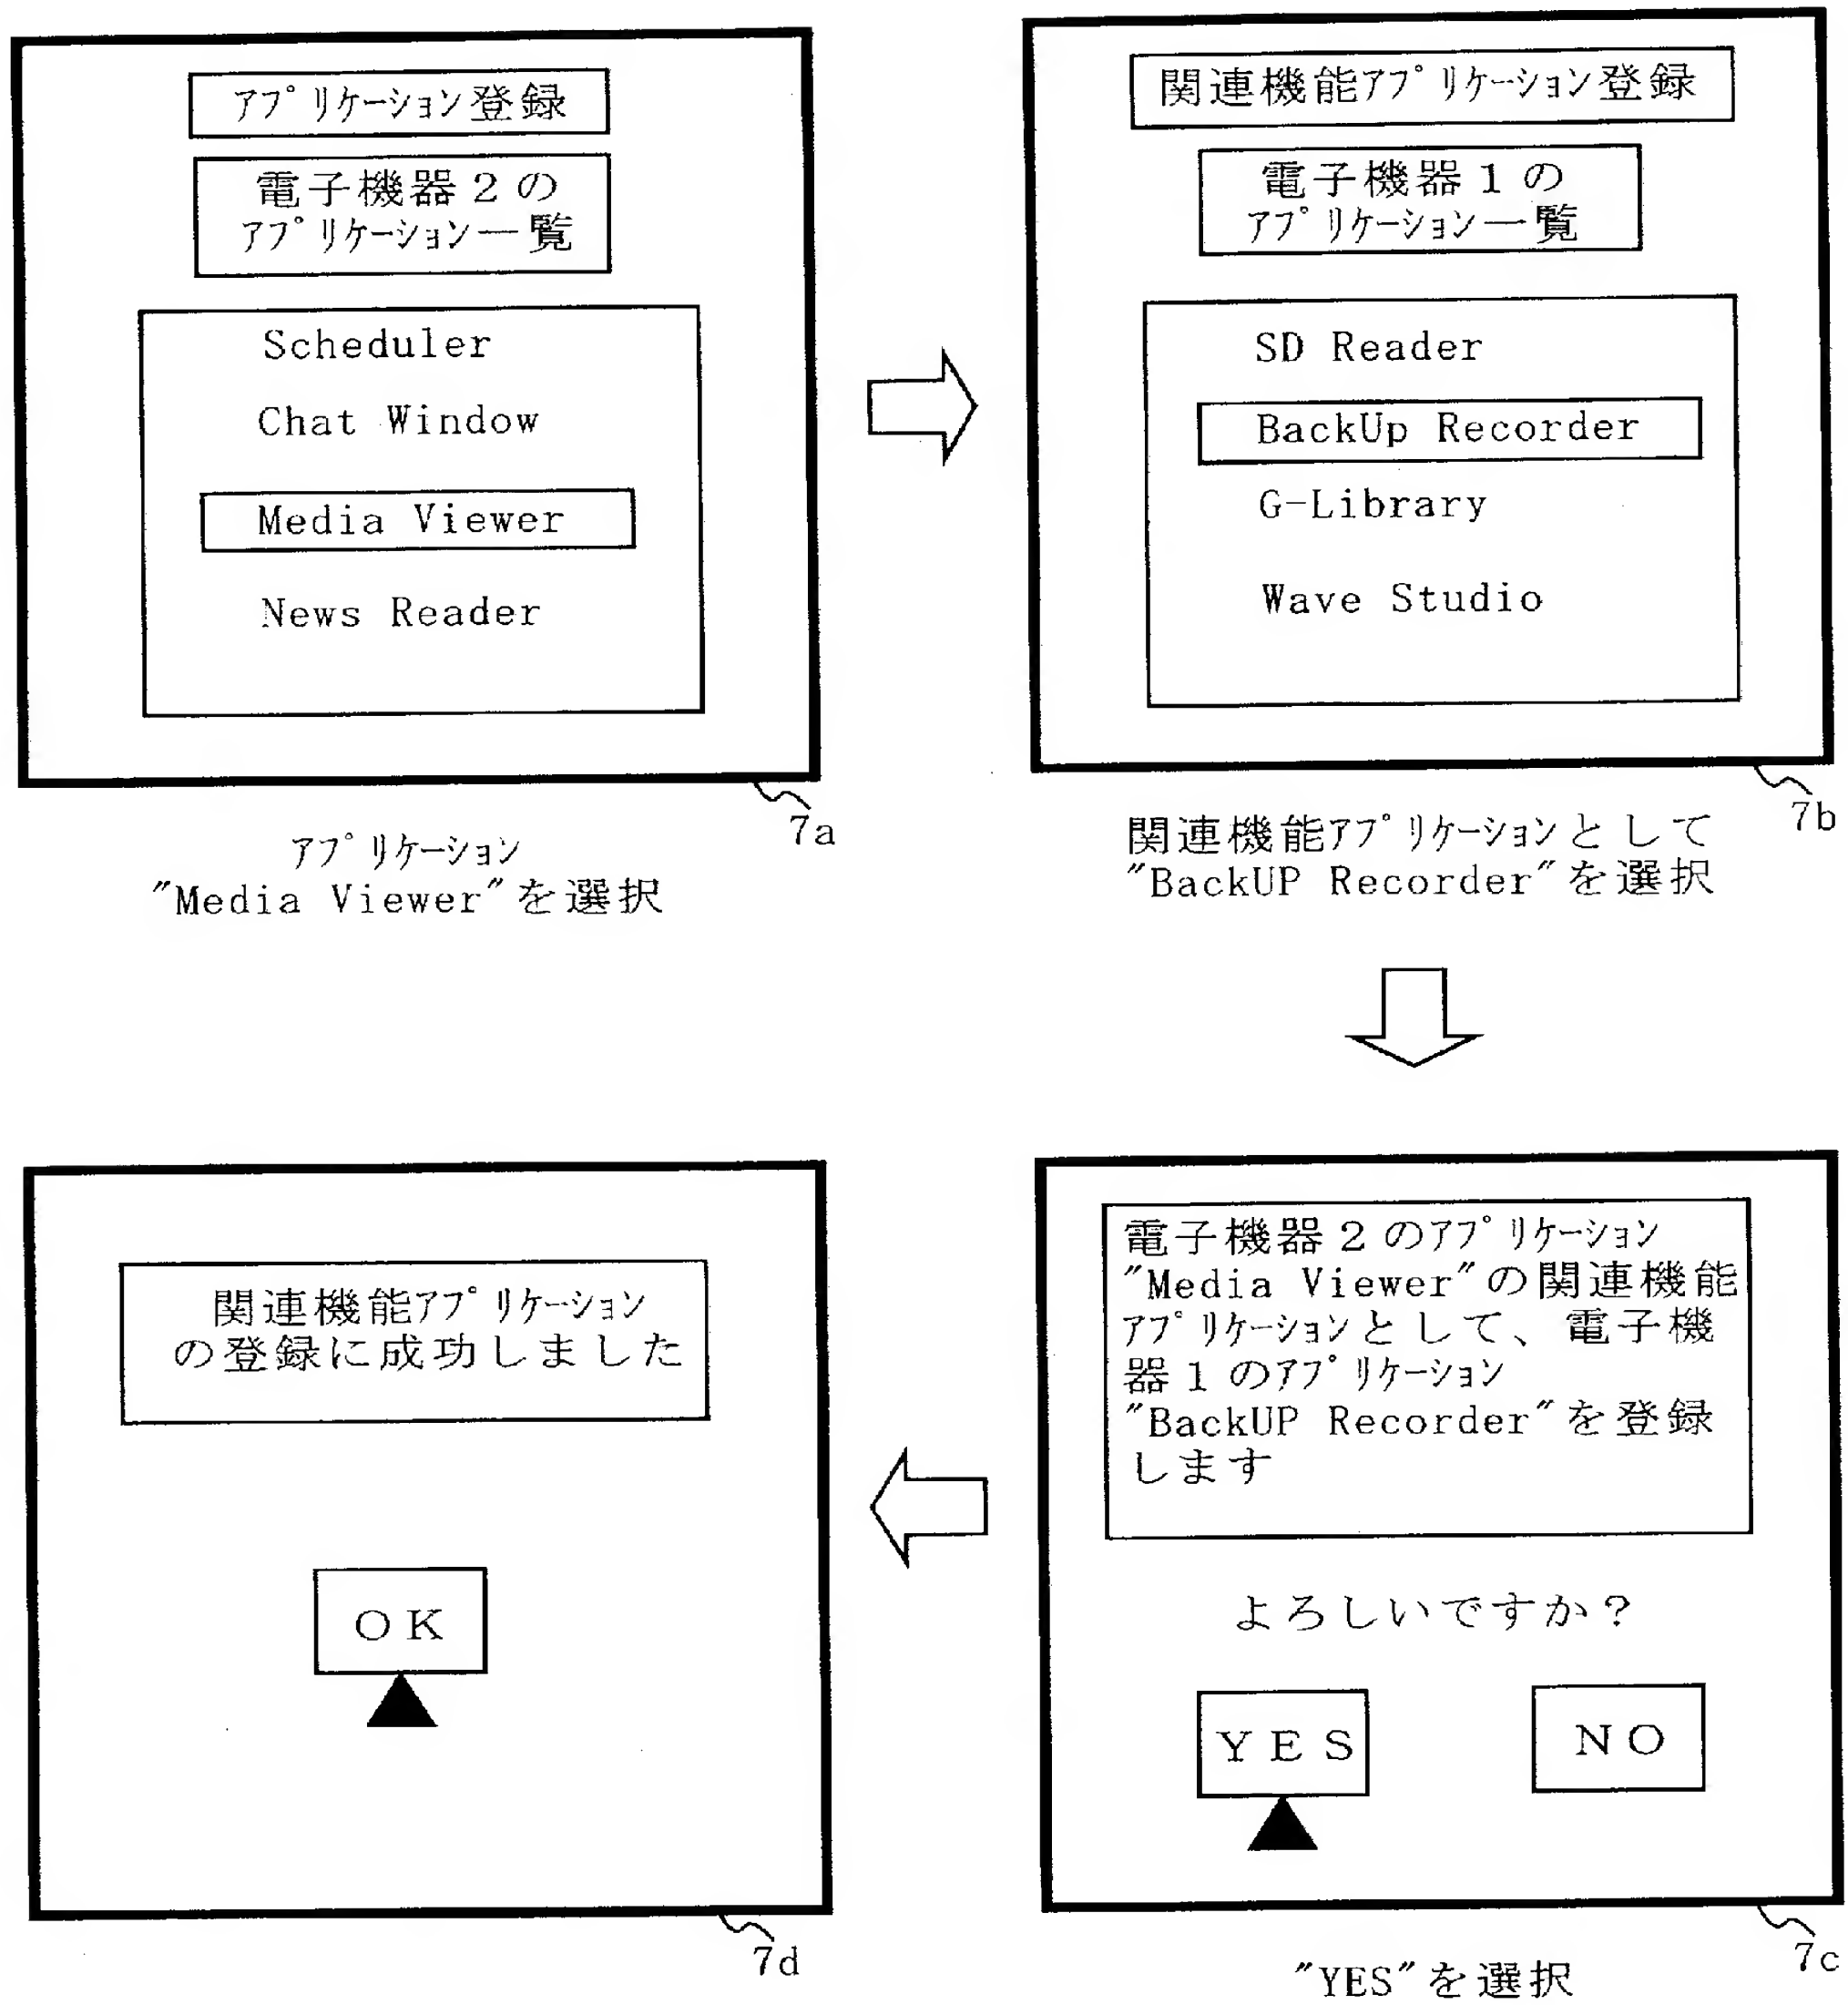 アプリケーション登録
電子機器２の
アプリケーション一覧
Scheduler
Chat Window
Media Viewer
News Reader
7a
アプリケーション
"Media Viewer"を選択
関連機能アプリケーション登録
電子機器１の
アプリケーション一覧
SD Reader
BackUp Recorder
G-Library
Wave Studio
7b
関連機能アプリケーションとして
"BackUP Recorder"を選択
電子機器２のアプリケーション
"Media Viewer"の関連機能
アプリケーションとして、電子機
器１のアプリケーション
"BackUP Recorder"を登録
します
よろしいですか？
ＹＥＳ
ＮＯ
7c
"YES"を選択
関連機能アプリケーション
の登録に成功しました
ＯＫ
7d